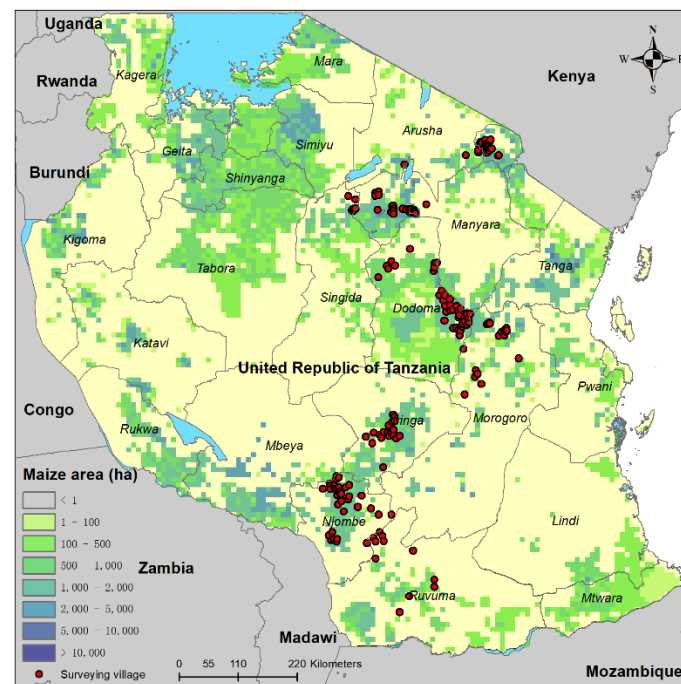 Uganda
Rwanda
Burundi
Congo
Zambia
Madawi
Mozambique
Kenya
N
W
E
S
Kagera
Mara
Arusha
Geita
Simiyu
Shinyanga
Kigoma
Tabora
Manyara
Tanga
Singida
Dodoma
Katavi
United Republic of Tanzania
Pwani
Rukwa
Mbeya
Iringa
Morogoro
Njombe
Lindi
Ruvuma
Mtwara
Maize area (ha)
< 1
1 - 100
100 - 500
500 - 1,000
1,000 - 2,000
2,000 - 5,000
5,000 - 10,000
> 10,000
Surveying village
0 55 110 220 Kilometers